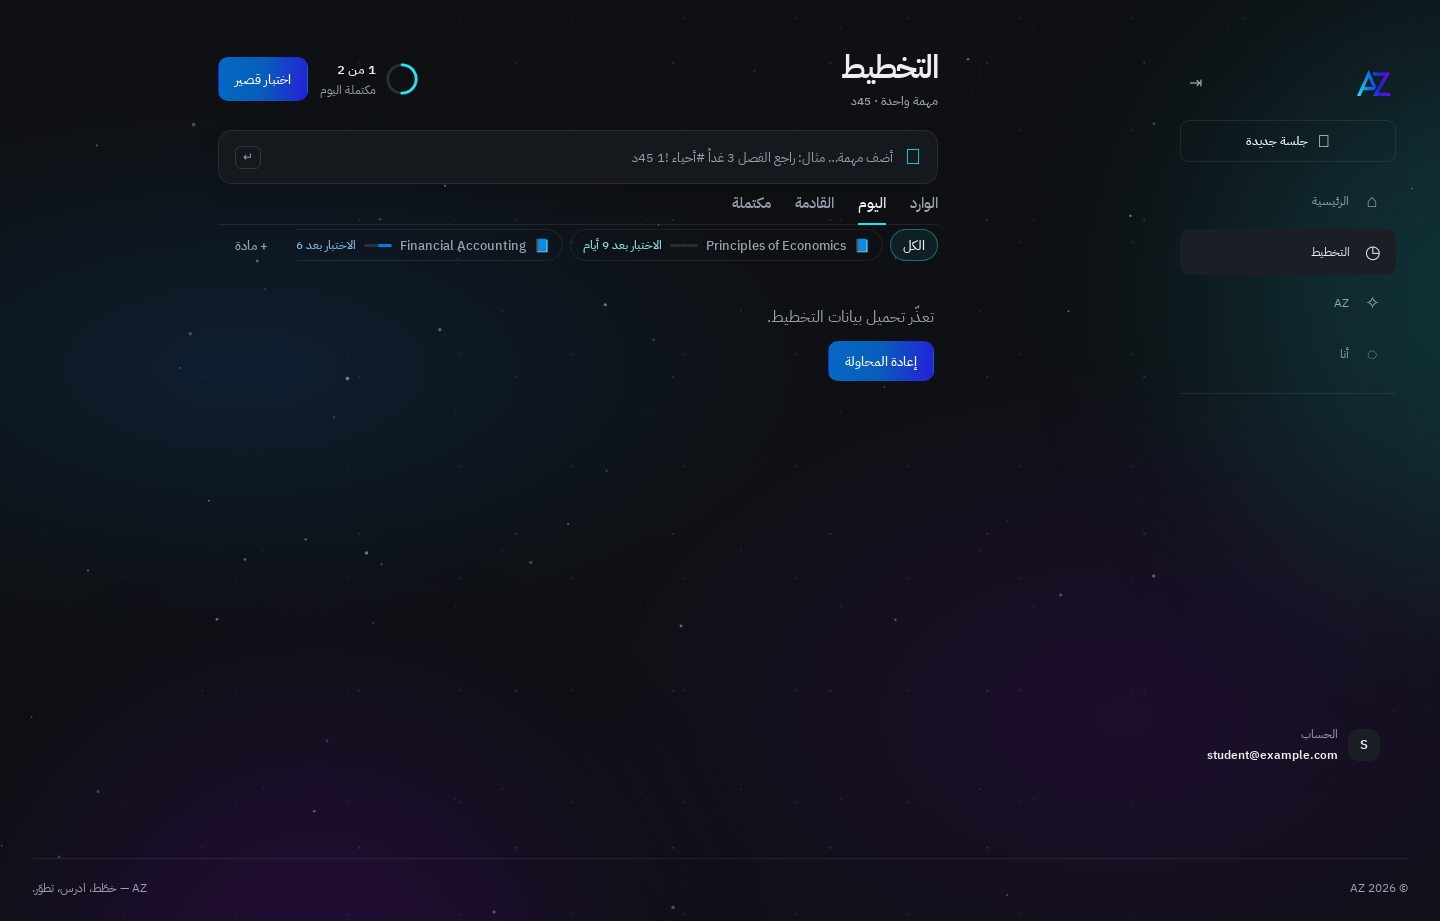 AZ
جلسة جديدة
الرئيسية
التخطيط
AZ
أنا
الحساب
student@example.com
S
التخطيط
مهمة واحدة · 45د
1 من 2
مكتملة اليوم
اختبار قصير
أضف مهمة... مثال: راجع الفصل 3 غداً #أحياء !1 45د
الوارد اليوم القادمة مكتملة
الكل Principles of Economics الاختبار بعد 9 أيام Financial Accounting الاختبار بعد 6 + مادة
تعذّر تحميل بيانات التخطيط.
إعادة المحاولة
© 2026 AZ
AZ — خطّط، ادرس، تطوّر.